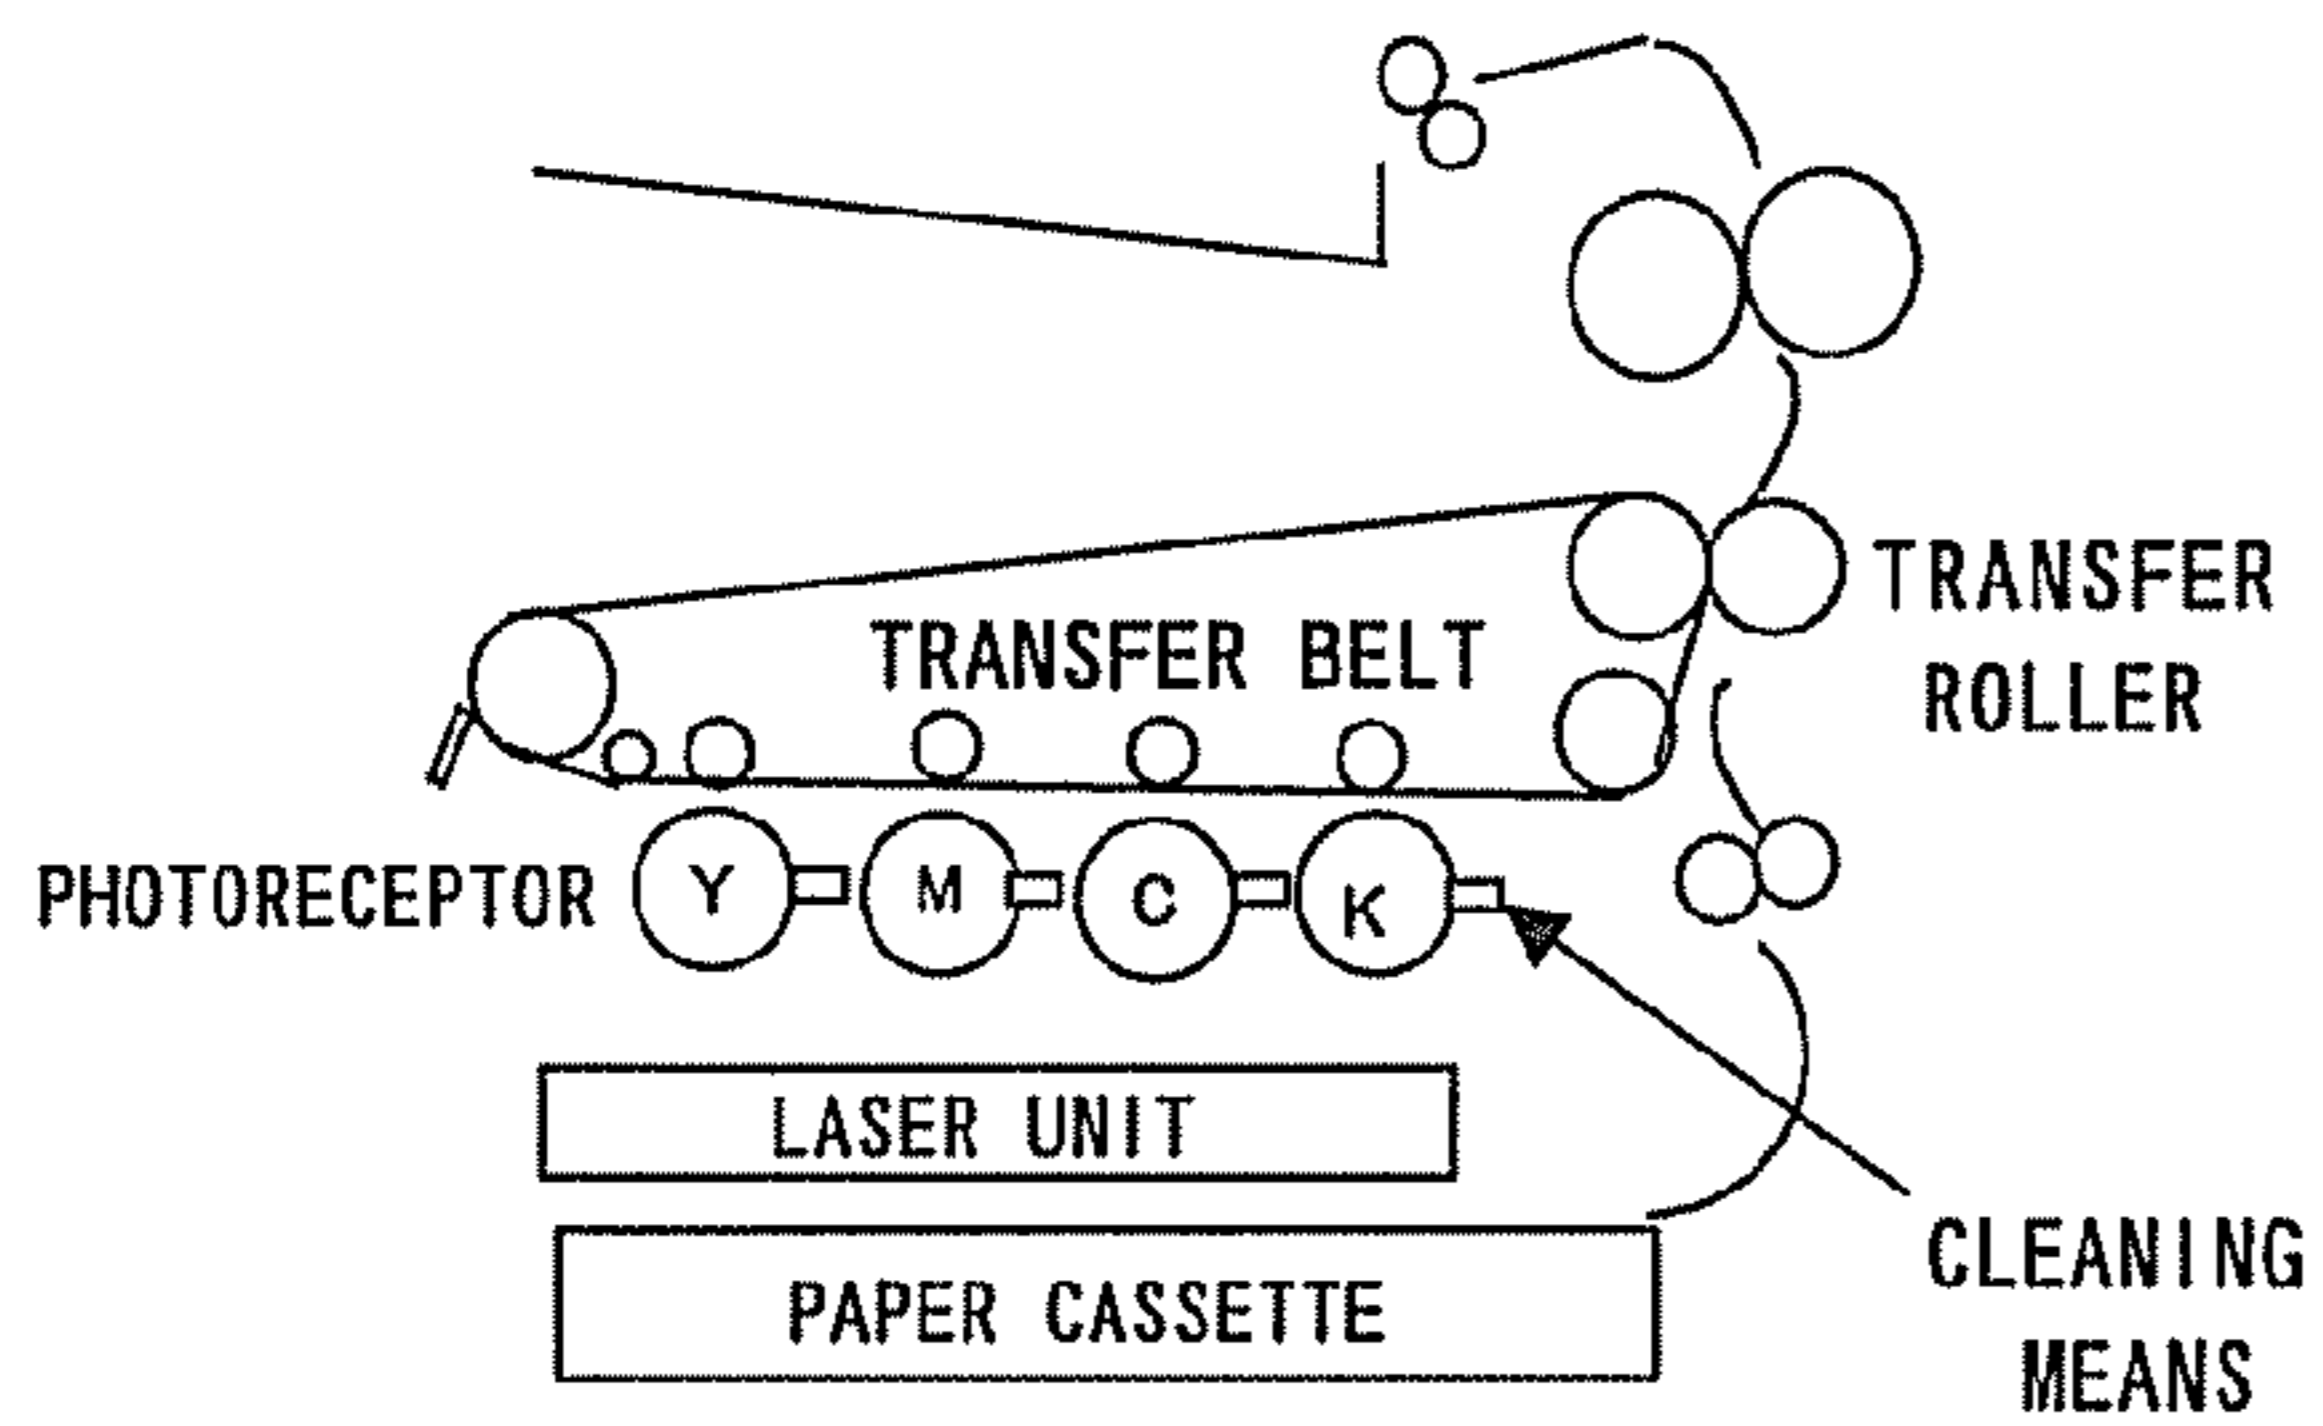 TRANSFER
ROLLER
TRANSFER BELT
PHOTORECEPTOR
Y M C K
LASER UNIT
PAPER CASSETTE
CLEANING
MEANS